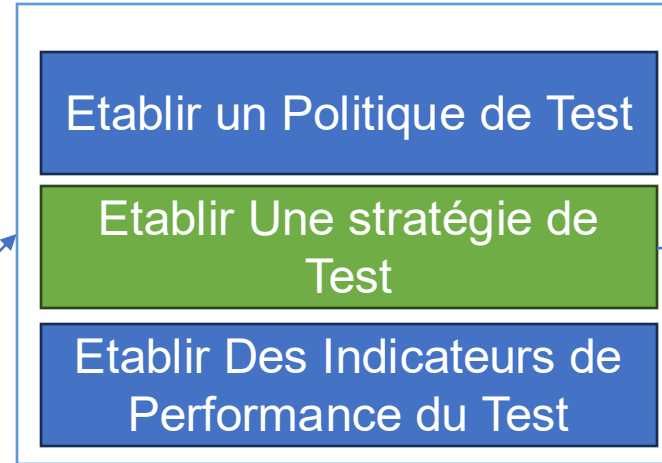 Etablir un Politique de Test
Etablir Une stratégie de
Test
Etablir Des Indicateurs de
Performance du Test